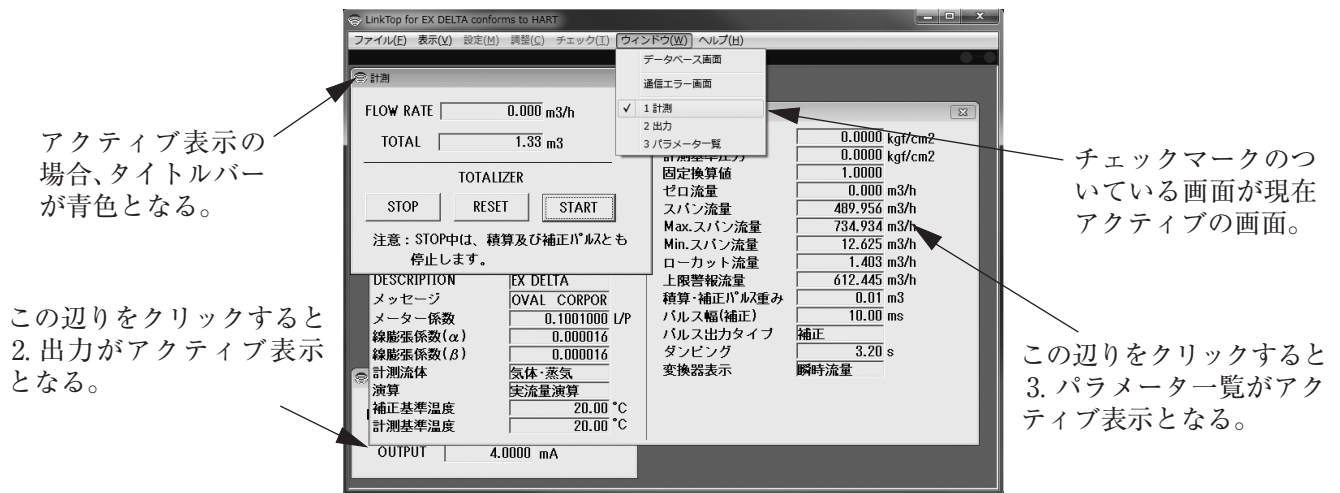 LinkTop for EX DELTA conforms to HART
ファイル(F) 表示(V) 設定(M) 調整(C) チェック(T) ウィンドウ(W) ヘルプ(H)
データベース画面
通信エラー画面
✓ 1 計測
2 出力
3 パラメーター覧
計測
FLOW RATE 0.000 m3/h
TOTAL 1.33 m3
TOTALIZER
STOP RESET START
注意：STOP中は、積算及び補正パルスとも
停止します。
DESCRIPTION EX DELTA
メッセージ OVAL CORPOR
メーター係数 0.1001000 L/P
線膨張係数(α) 0.000016
線膨張係数(β) 0.000016
計測流体 気体・蒸気
演算 実流量演算
補正基準温度 20.00 °C
計測基準温度 20.00 °C
0.0000 kgf/cm2
計測基準圧力 0.0000 kgf/cm2
固定換算値 1.0000
ゼロ流量 0.000 m3/h
スパン流量 489.956 m3/h
Max.スパン流量 734.934 m3/h
Min.スパン流量 12.625 m3/h
ローカット流量 1.403 m3/h
上限警報流量 612.445 m3/h
積算・補正パルス重み 0.01 m3
パルス幅(補正) 10.00 ms
パルス出力タイプ 補正
ダンピング 3.20 s
変換器表示 瞬時流量
OUTPUT 4.0000 mA
アクティブ表示の
場合、タイトルバー
が青色となる。
この辺りをクリックすると
2. 出力がアクティブ表示
となる。
チェックマークのつ
いている画面が現在
アクティブの画面。
この辺りをクリックすると
3. パラメータ一覧がアク
ティブ表示となる。